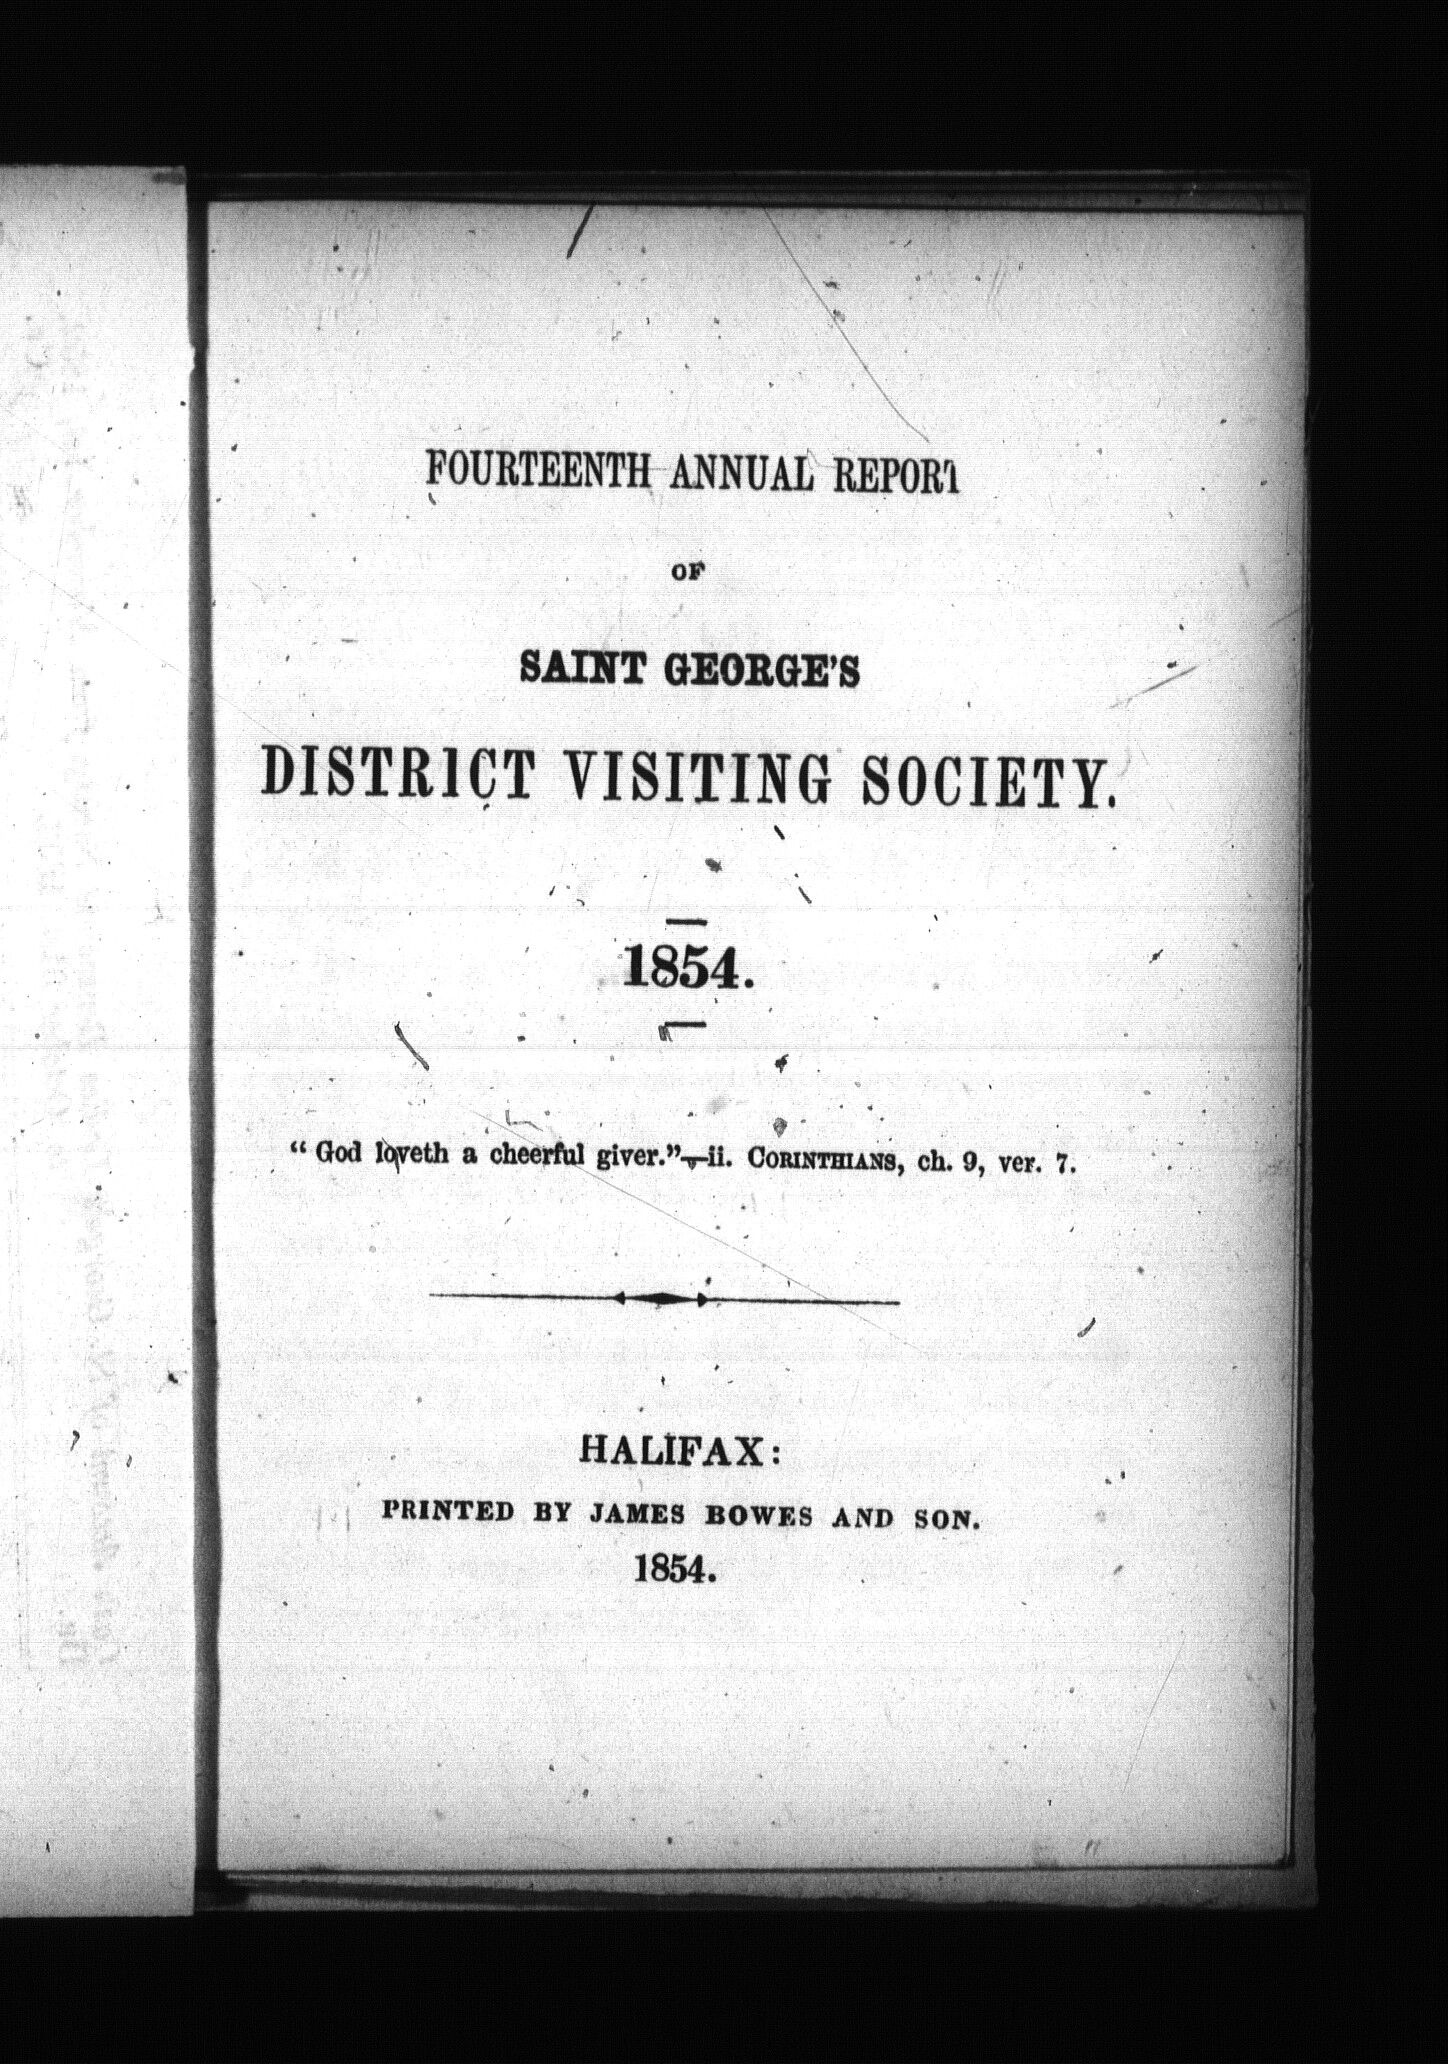 FOURTEENTH ANNUAL REPORT
OF
SAINT GEORGE'S
DISTRICT VISITING SOCIETY.
1854.
“ God loveth a cheerful giver.”—ii. CORINTHIANS, ch. 9, ver. 7.
HALIFAX:
PRINTED BY JAMES BOWES AND SON.
1854.